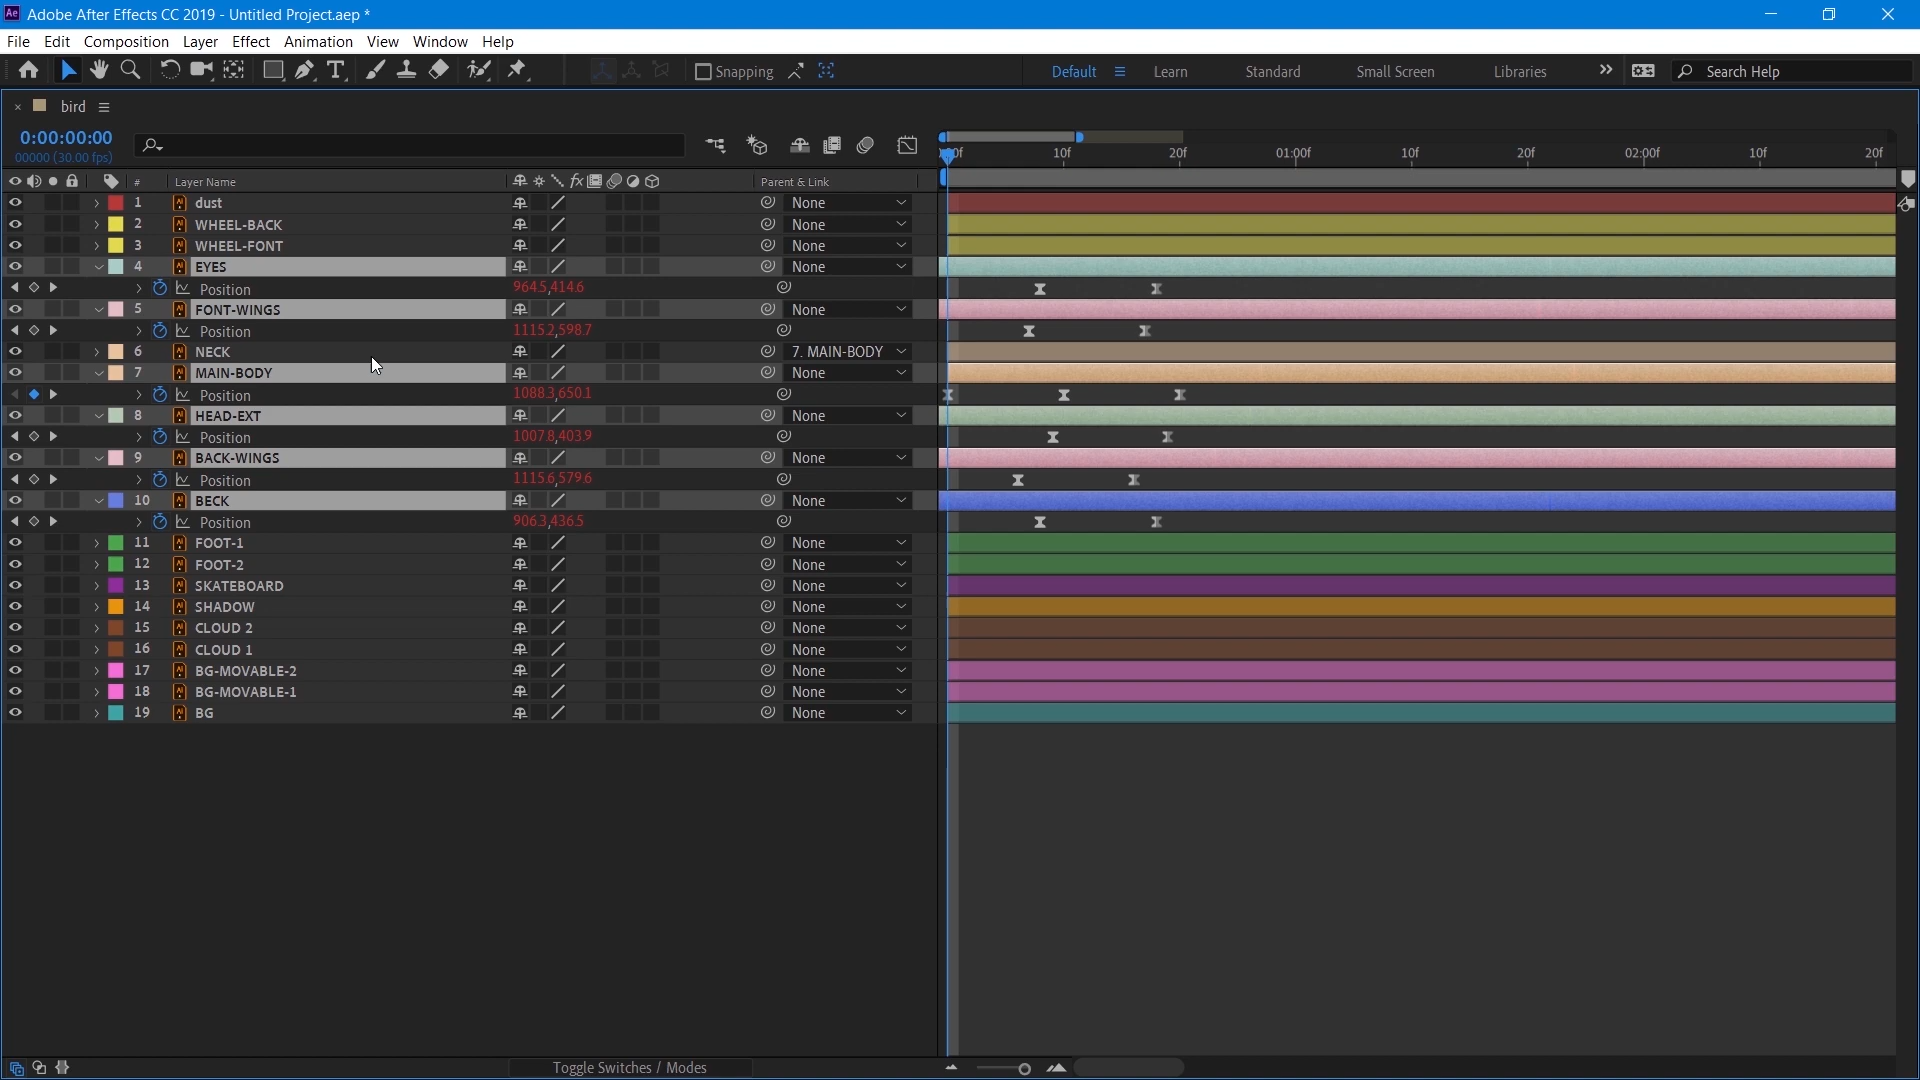 Ae Adobe After Effects CC 2019 - Untitled Project.aep *
File Edit Composition Layer Effect Animation View Window Help
Snapping Default Learn Standard Small Screen Libraries Search Help
bird
0:00:00:00
00000 (30.00 fps)
10f 20f 01:00f 10f 20f 02:00f 10f 20f
# Layer Name fx Parent & Link
1 dust None
2 WHEEL-BACK None
3 WHEEL-FONT None
4 EYES None
Position 964.5,414.6
5 FONT-WINGS None
Position 1115.2,598.7
6 NECK 7. MAIN-BODY
7 MAIN-BODY None
Position 1088.3,650.1
8 HEAD-EXT None
Position 1007.8,403.9
9 BACK-WINGS None
Position 1115.6,579.6
10 BECK None
Position 906.3,436.5
11 FOOT-1 None
12 FOOT-2 None
13 SKATEBOARD None
14 SHADOW None
15 CLOUD 2 None
16 CLOUD 1 None
17 BG-MOVABLE-2 None
18 BG-MOVABLE-1 None
19 BG None
Toggle Switches / Modes